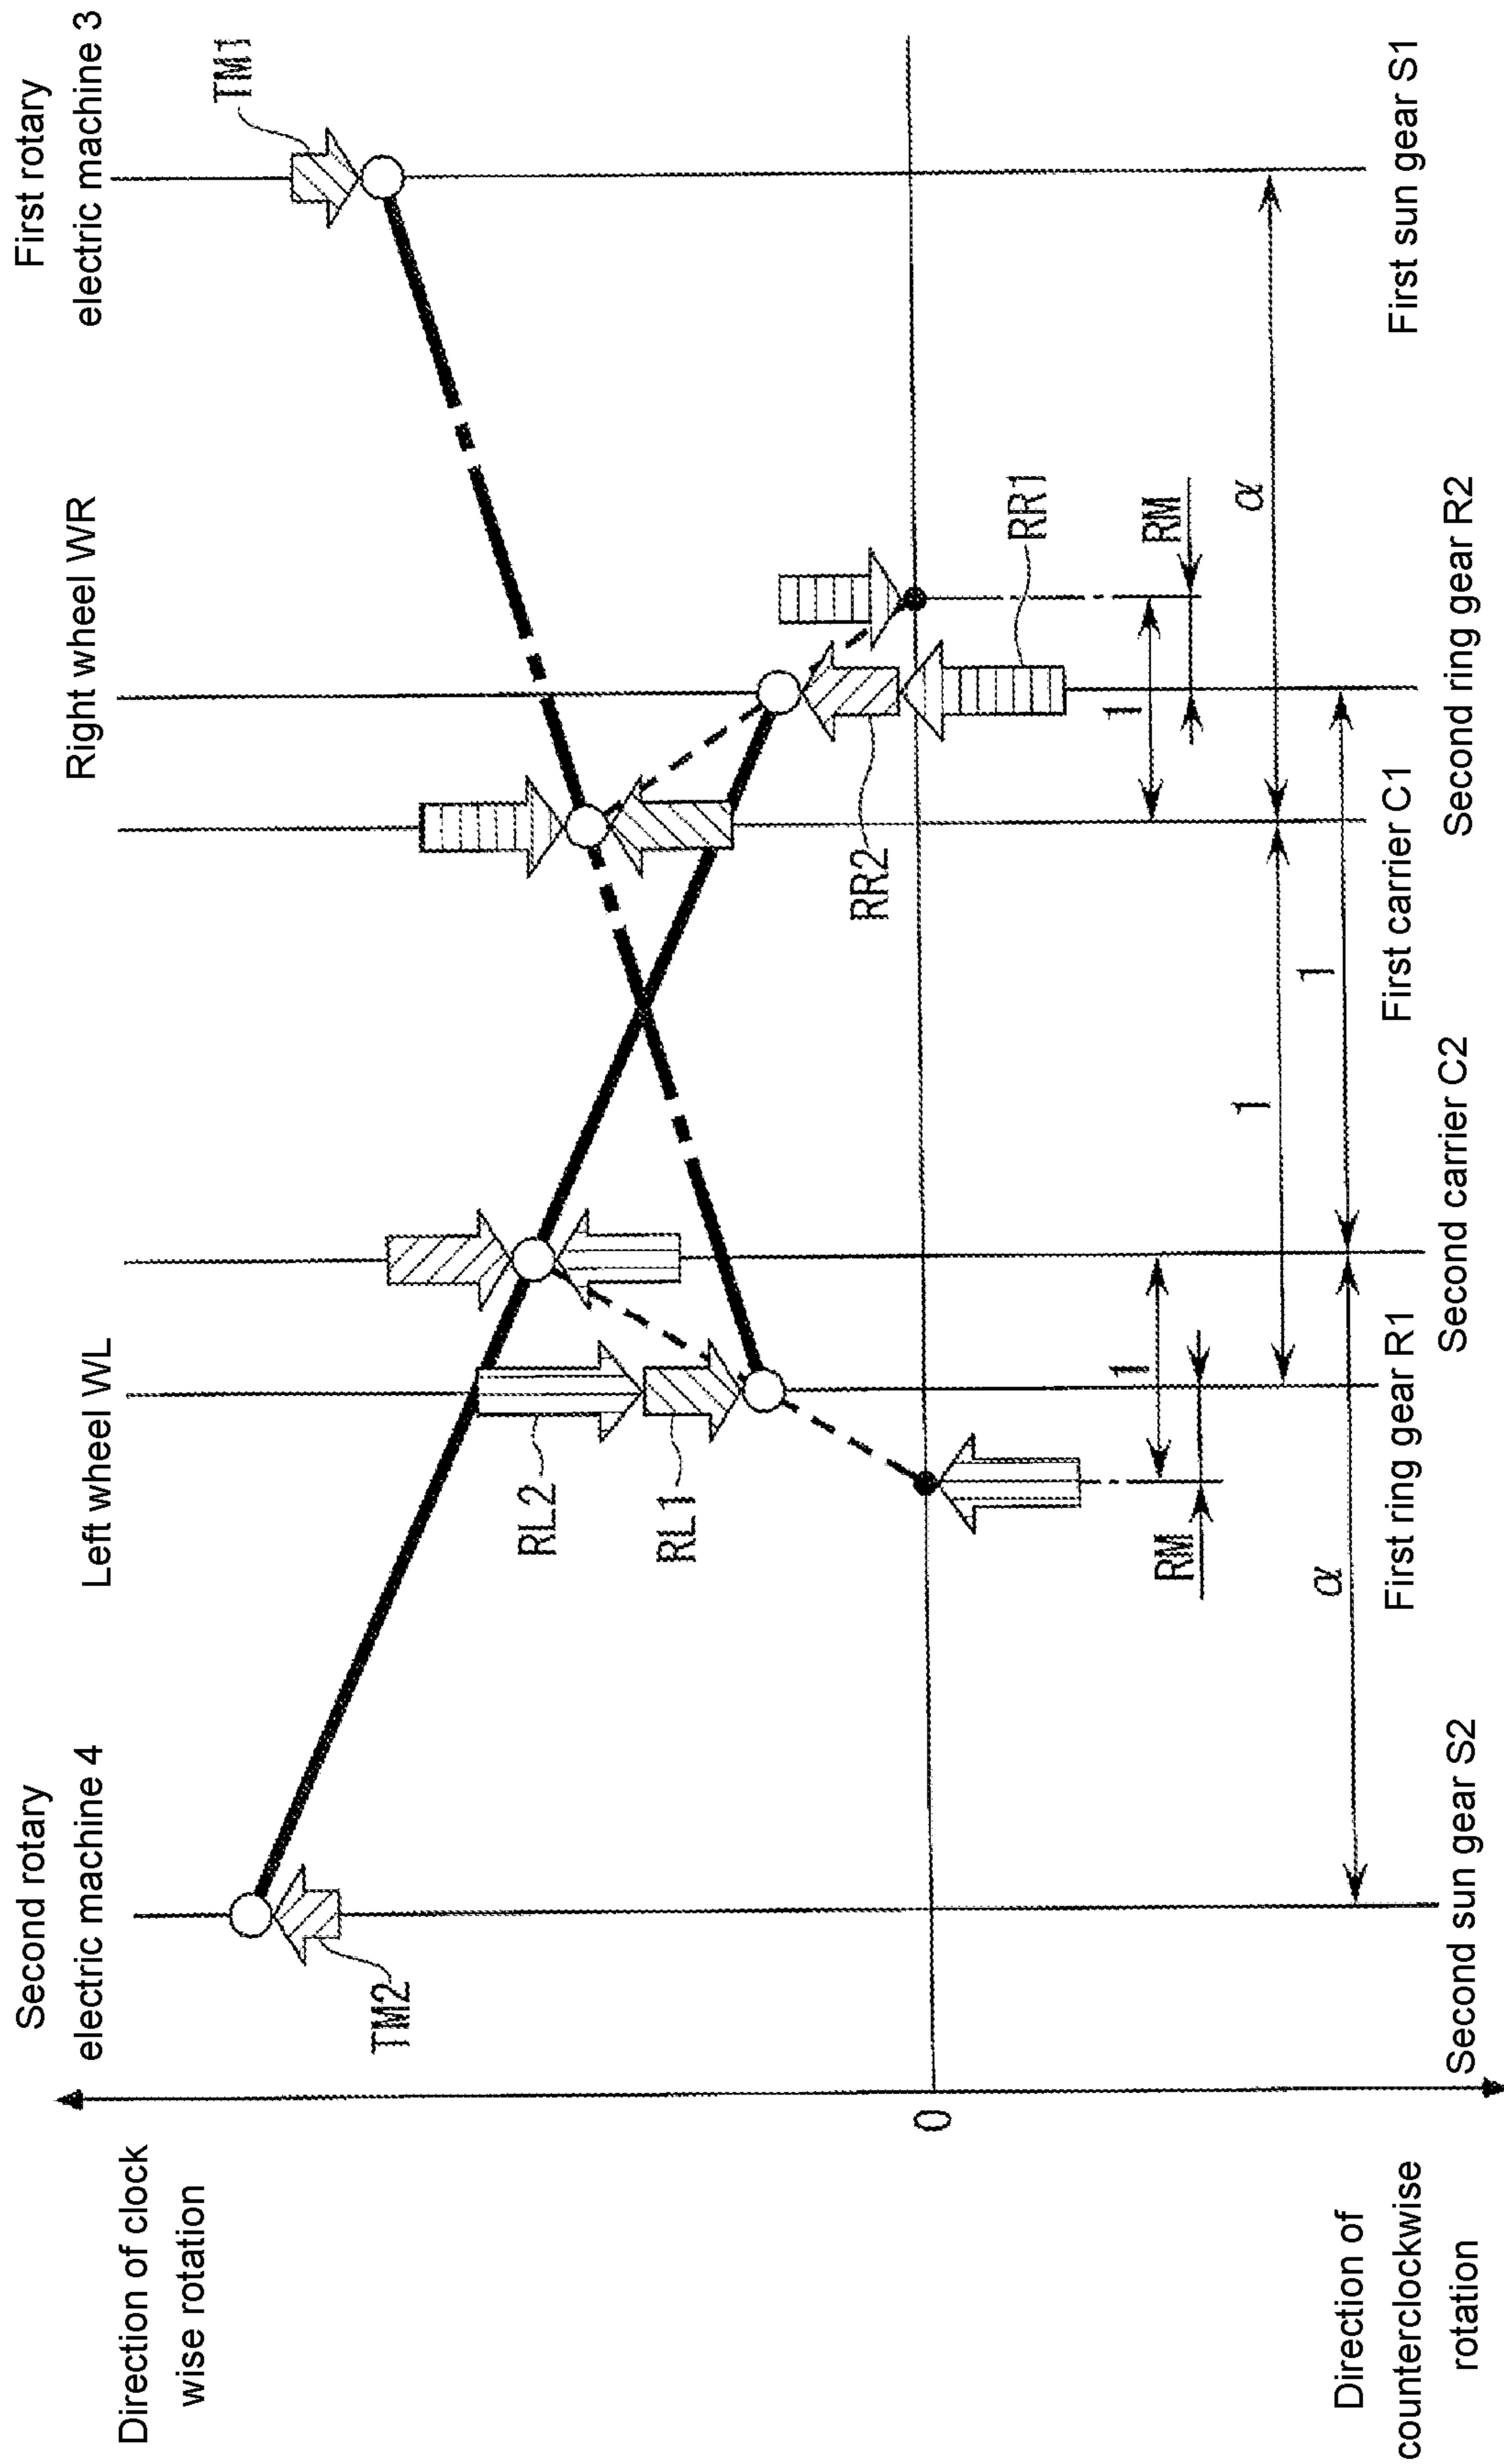 Second rotary
electric machine 4
Left wheel WL
Right wheel WR
First rotary
electric machine 3
Direction of clock
wise rotation
TM2
RL2
RL1
TM1
RR2
RR1
0
RM
1
1
RM
α
1
1
α
Direction of
counterclockwise
rotation
Second sun gear S2
First ring gear R1
Second carrier C2
First carrier C1
Second ring gear R2
First sun gear S1